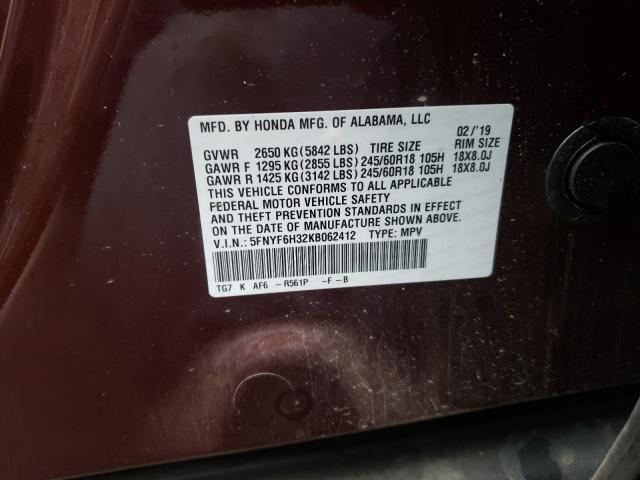 MFD. BY HONDA MFG. OF ALABAMA, LLC 02/'19
GVWR 2650 KG (5842 LBS) TIRE SIZE RIM SIZE
GAWR F 1295 KG (2855 LBS) 245/60R18 105H 18X8.0J
GAWR R 1425 KG (3142 LBS) 245/60R18 105H 18X8.0J
THIS VEHICLE CONFORMS TO ALL APPLICABLE
FEDERAL MOTOR VEHICLE SAFETY
AND THEFT PREVENTION STANDARDS IN EFFECT
ON THE DATE OF MANUFACTURE SHOWN ABOVE.
V.I.N.: 5FNYF6H32KB062412 TYPE: MPV
TG7 K AF6 -R561P -F-B